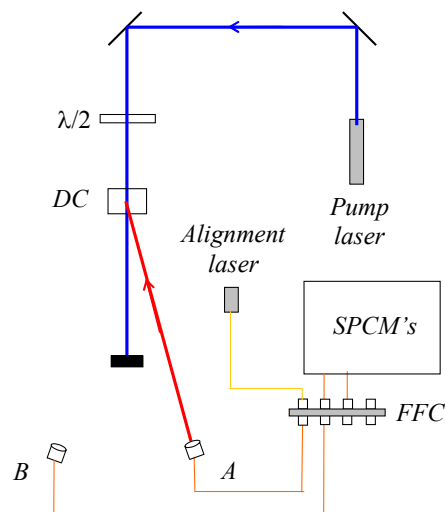 λ/2
DC
Pump
laser
Alignment
laser
SPCM's
FFC
B
A